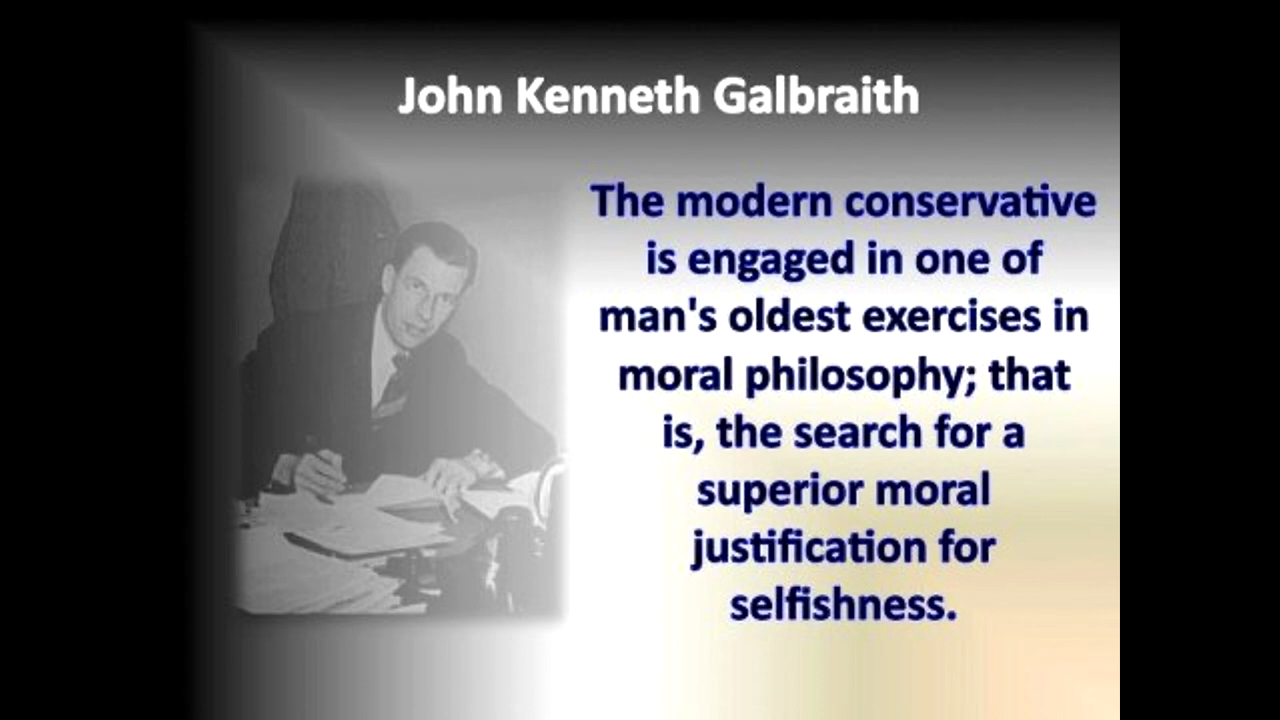 John Kenneth Galbraith
The modern conservative
is engaged in one of
man's oldest exercises in
moral philosophy; that
is, the search for a
superior moral
justification for
selfishness.